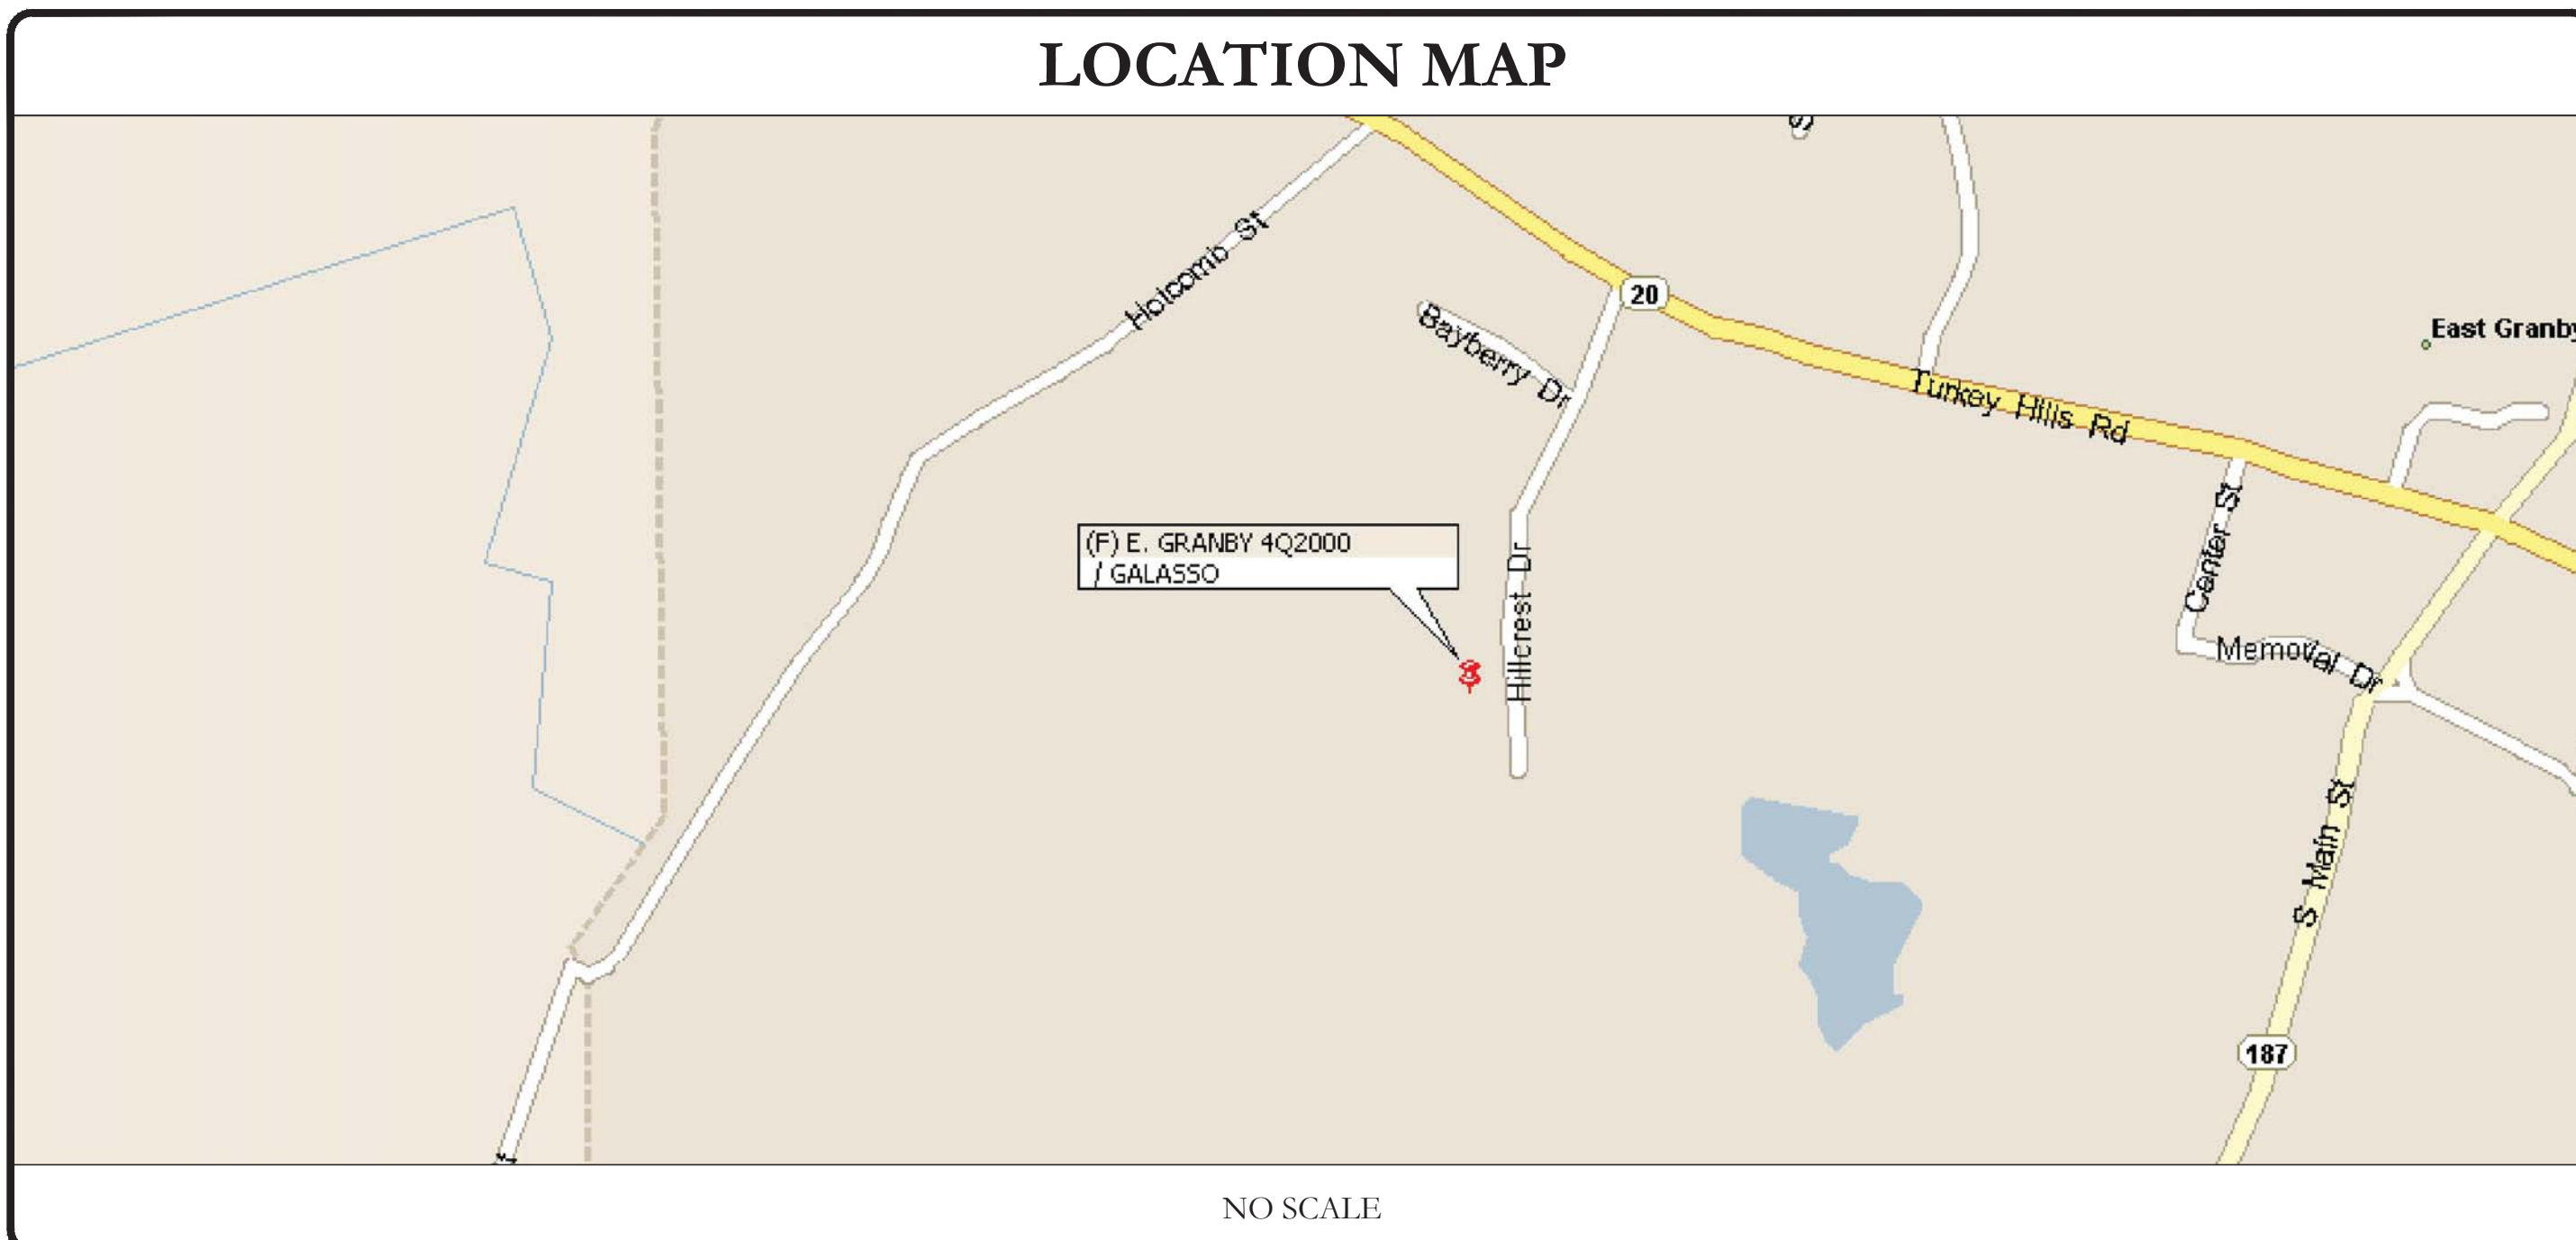 LOCATION MAP
S
Holcomb St
20
Bayberry Dr
East Granby
Turkey Hills Rd
Center St
(F) E. GRANBY 4Q2000
/ GALASSO
Hillcrest Dr
Memorial Dr
S Main St
187
NO SCALE